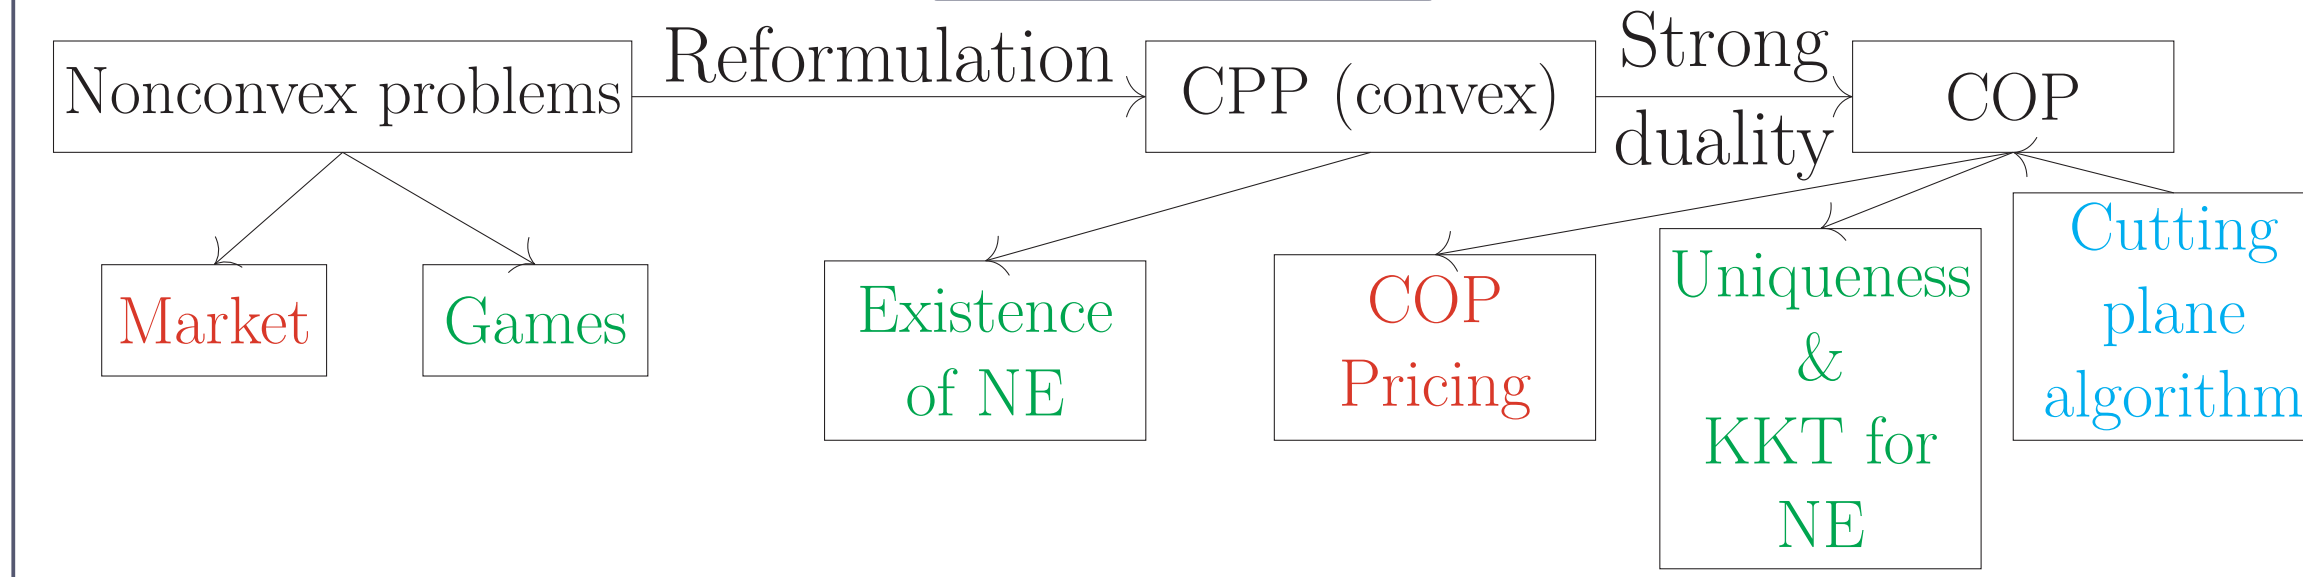 Nonconvex problems
Reformulation
CPP (convex)
Strong
duality
COP
Market
Games
Existence
of NE
COP
Pricing
Uniqueness
&
KKT for
NE
Cutting
plane
algorithm